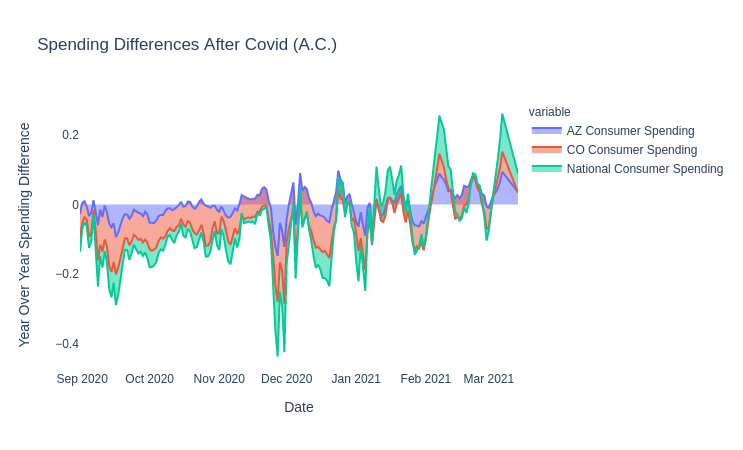 Spending Differences After Covid (A.C.)
variable
AZ Consumer Spending
CO Consumer Spending
National Consumer Spending
Year Over Year Spending Difference
0.2
0
−0.2
−0.4
Sep 2020 Oct 2020 Nov 2020 Dec 2020 Jan 2021 Feb 2021 Mar 2021
Date